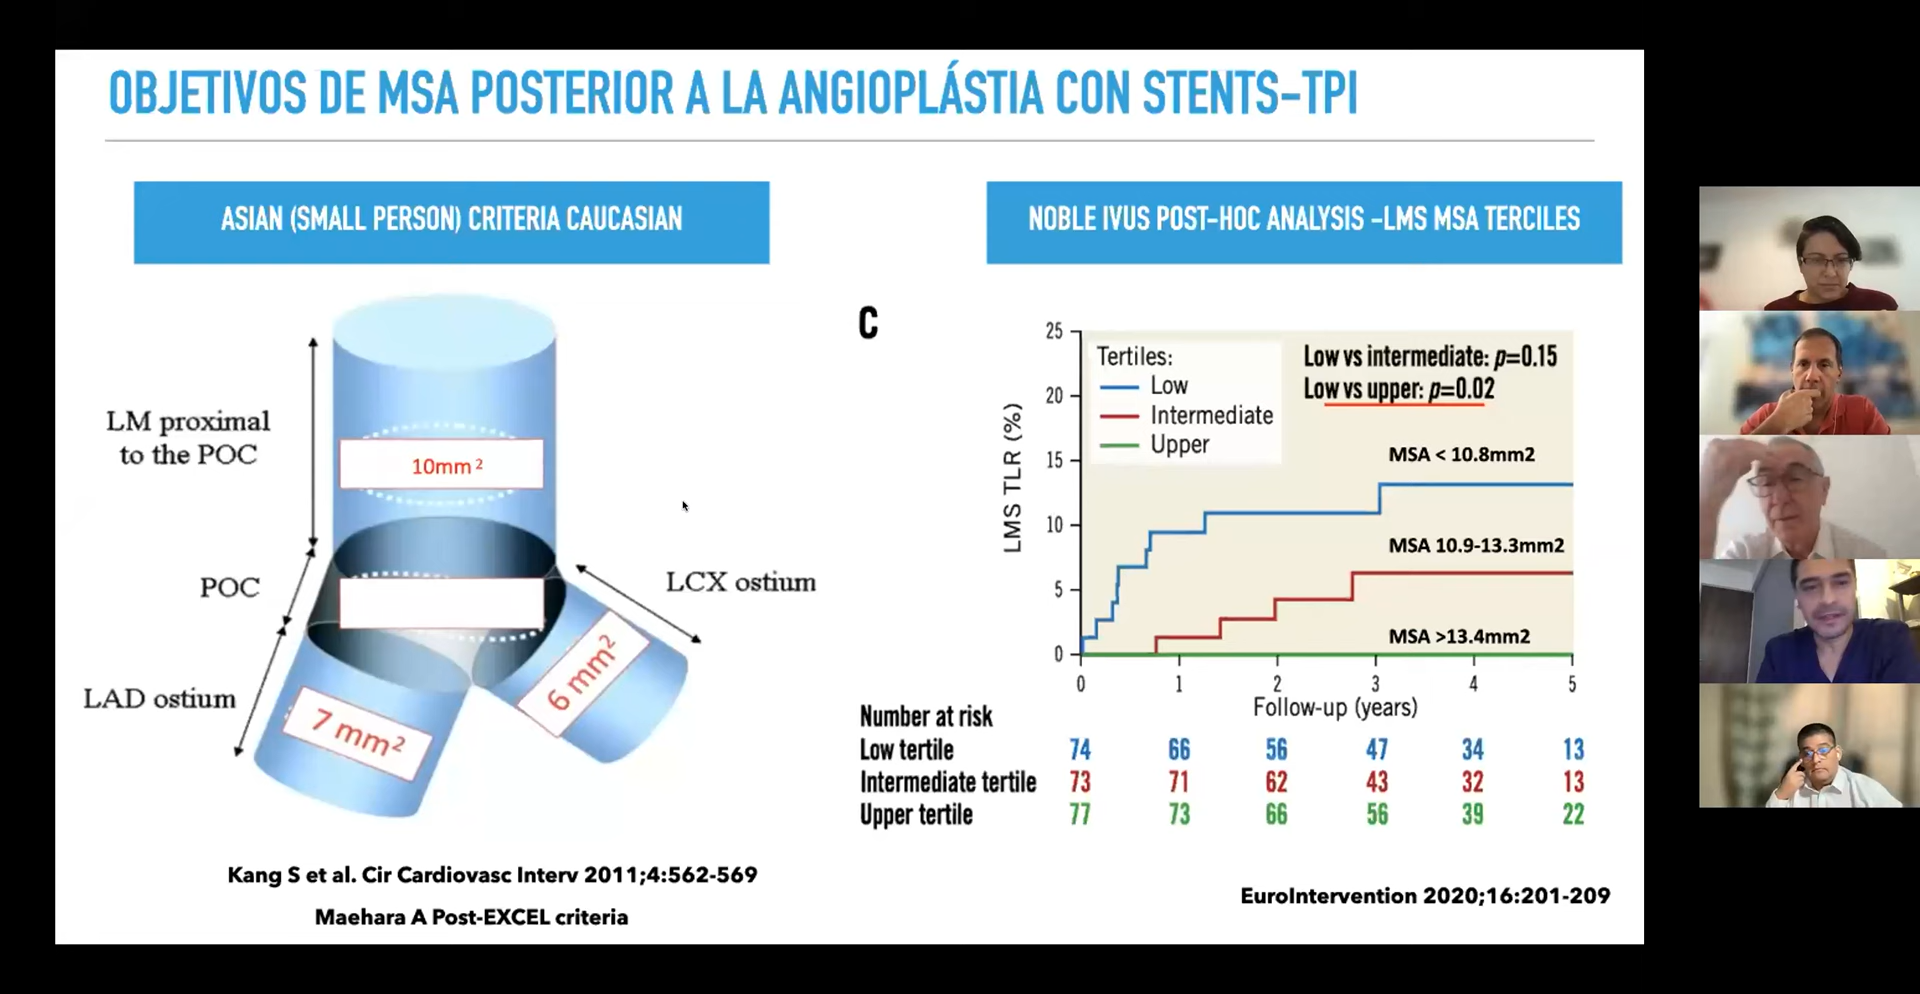 OBJETIVOS DE MSA POSTERIOR A LA ANGIOPLÁSTIA CON STENTS-TPI
ASIAN (SMALL PERSON) CRITERIA CAUCASIAN
LM proximal
to the POC
10mm²
POC
LCX ostium
LAD ostium
7 mm²
6 mm²
Kang S et al. Cir Cardiovasc Interv 2011;4:562-569
Maehara A Post-EXCEL criteria
NOBLE IVUS POST-HOC ANALYSIS -LMS MSA TERCILES
C
LMS TLR (%)
25
20
15
10
5
0
Tertiles:
Low
Intermediate
Upper
Low vs intermediate: p=0.15
Low vs upper: p=0.02
MSA < 10.8mm2
MSA 10.9-13.3mm2
MSA >13.4mm2
0 1 2 3 4 5
Follow-up (years)
Number at risk
Low tertile 74 66 56 47 34 13
Intermediate tertile 73 71 62 43 32 13
Upper tertile 77 73 66 56 39 22
EuroIntervention 2020;16:201-209